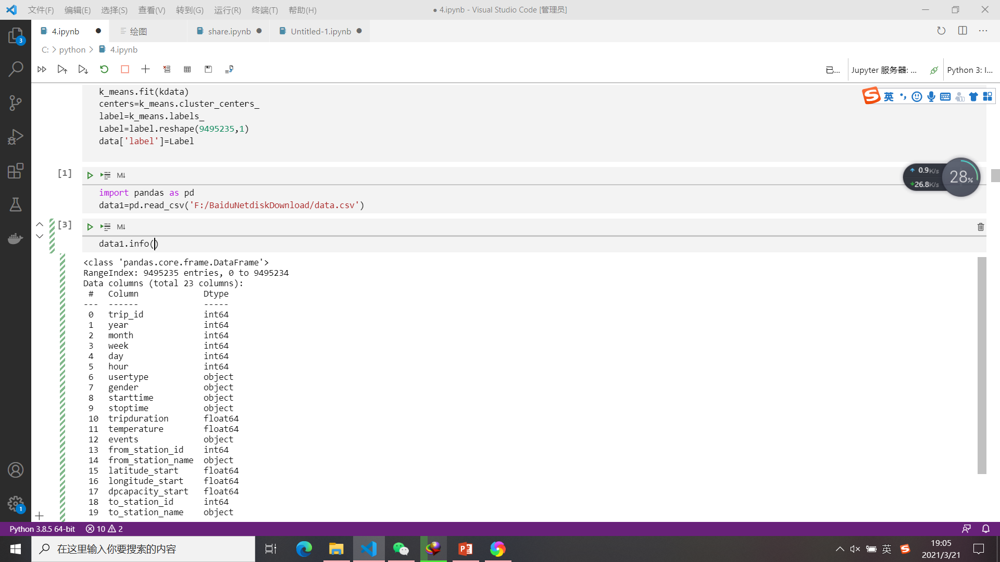 文件(F) 编辑(E) 选择(S) 查看(V) 转到(G) 运行(R) 终端(T) 帮助(H) ● 4.ipynb - Visual Studio Code [管理员]
4.ipynb 绘图 share.ipynb Untitled-1.ipynb
C: > python > 4.ipynb
已... Jupyter 服务器: ... Python 3: I...
k_means.fit(kdata)
centers=k_means.cluster_centers_
label=k_means.labels_
Label=label.reshape(9495235,1)
data['label']=Label
英
0.9K/s
26.8K/s
28%
[1] M↓
import pandas as pd
data1=pd.read_csv('F:/BaiduNetdiskDownload/data.csv')
[3] M↓
data1.info()
<class 'pandas.core.frame.DataFrame'>
RangeIndex: 9495235 entries, 0 to 9495234
Data columns (total 23 columns):
# Column Dtype
--- ------ -----
0 trip_id int64
1 year int64
2 month int64
3 week int64
4 day int64
5 hour int64
6 usertype object
7 gender object
8 starttime object
9 stoptime object
10 tripduration float64
11 temperature float64
12 events object
13 from_station_id int64
14 from_station_name object
15 latitude_start float64
16 longitude_start float64
17 dpcapacity_start float64
18 to_station_id int64
19 to_station_name object
3
1
Python 3.8.5 64-bit 10 2
在这里输入你要搜索的内容
英
19:05
2021/3/21